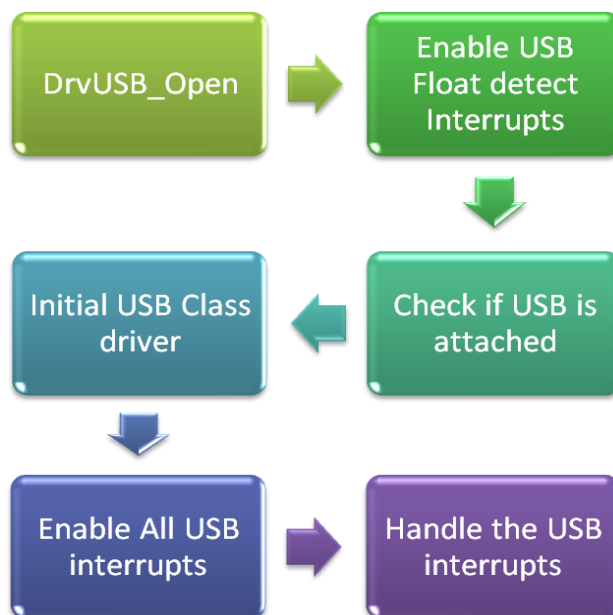 DrvUSB_Open
Enable USB
Float detect
Interrupts
Initial USB Class
driver
Check if USB is
attached
Enable All USB
interrupts
Handle the USB
interrupts